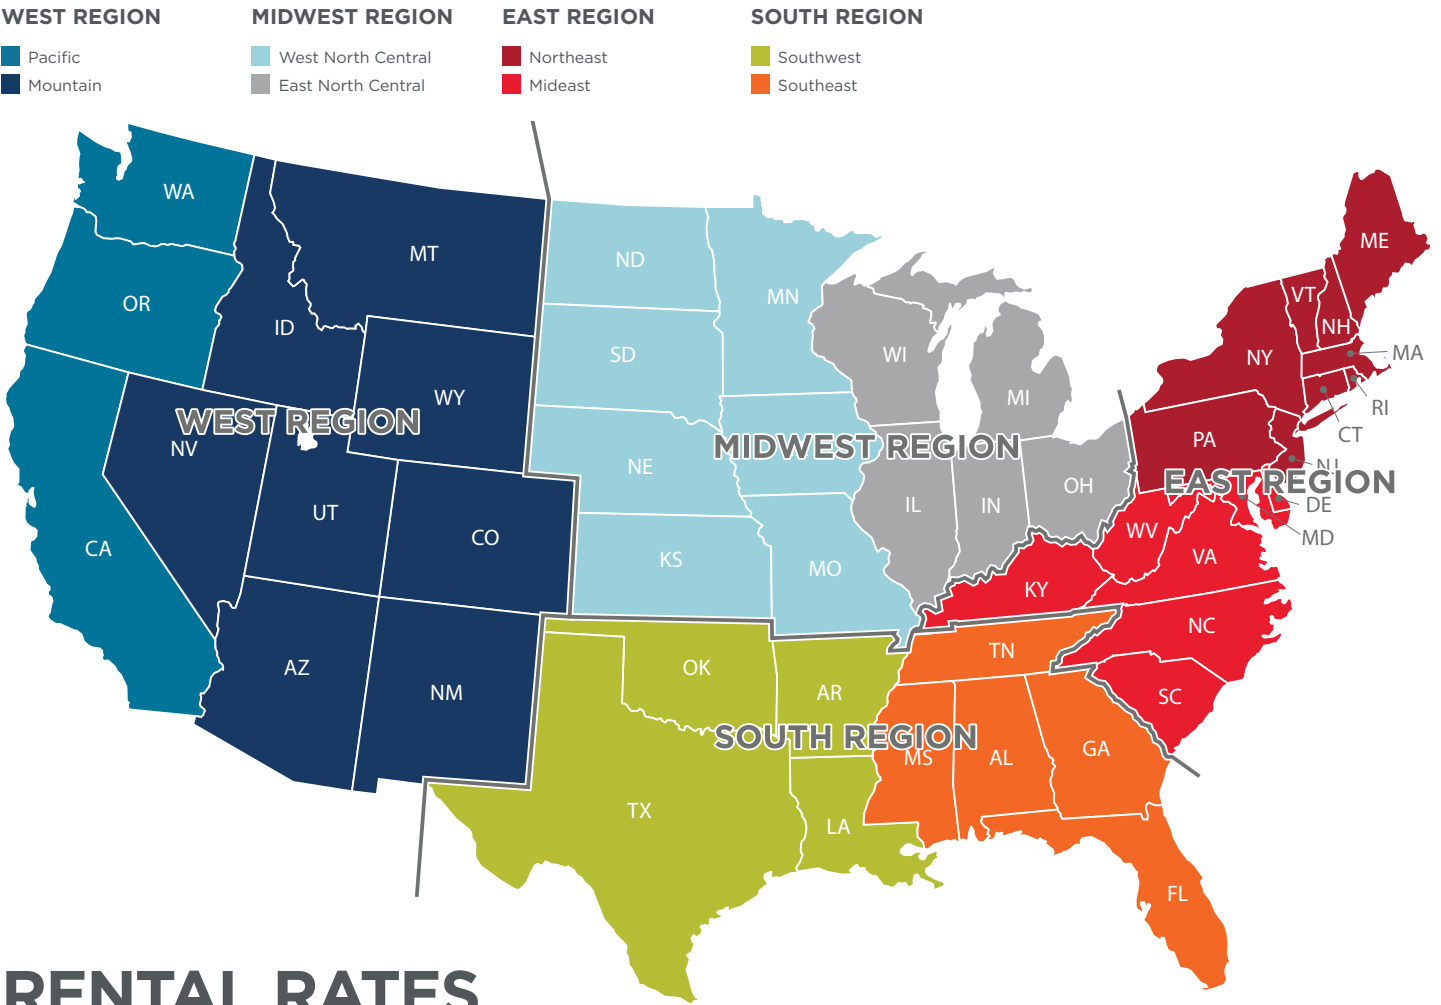 WEST REGION
MIDWEST REGION
EAST REGION
SOUTH REGION
Pacific
West North Central
Northeast
Southwest
Mountain
East North Central
Mideast
Southeast
WA
OR
CA
MT
ID
WY
NV
UT
CO
AZ
NM
WEST REGION
ND
SD
NE
KS
MN
MO
WI
MI
IL
IN
OH
MIDWEST REGION
ME
VT
NH
NY
MA
RI
CT
PA
NJ
EAST REGION
DE
MD
WV
VA
KY
NC
SC
TN
OK
AR
SOUTH REGION
MS
AL
GA
TX
LA
FL
RENTAL RATES